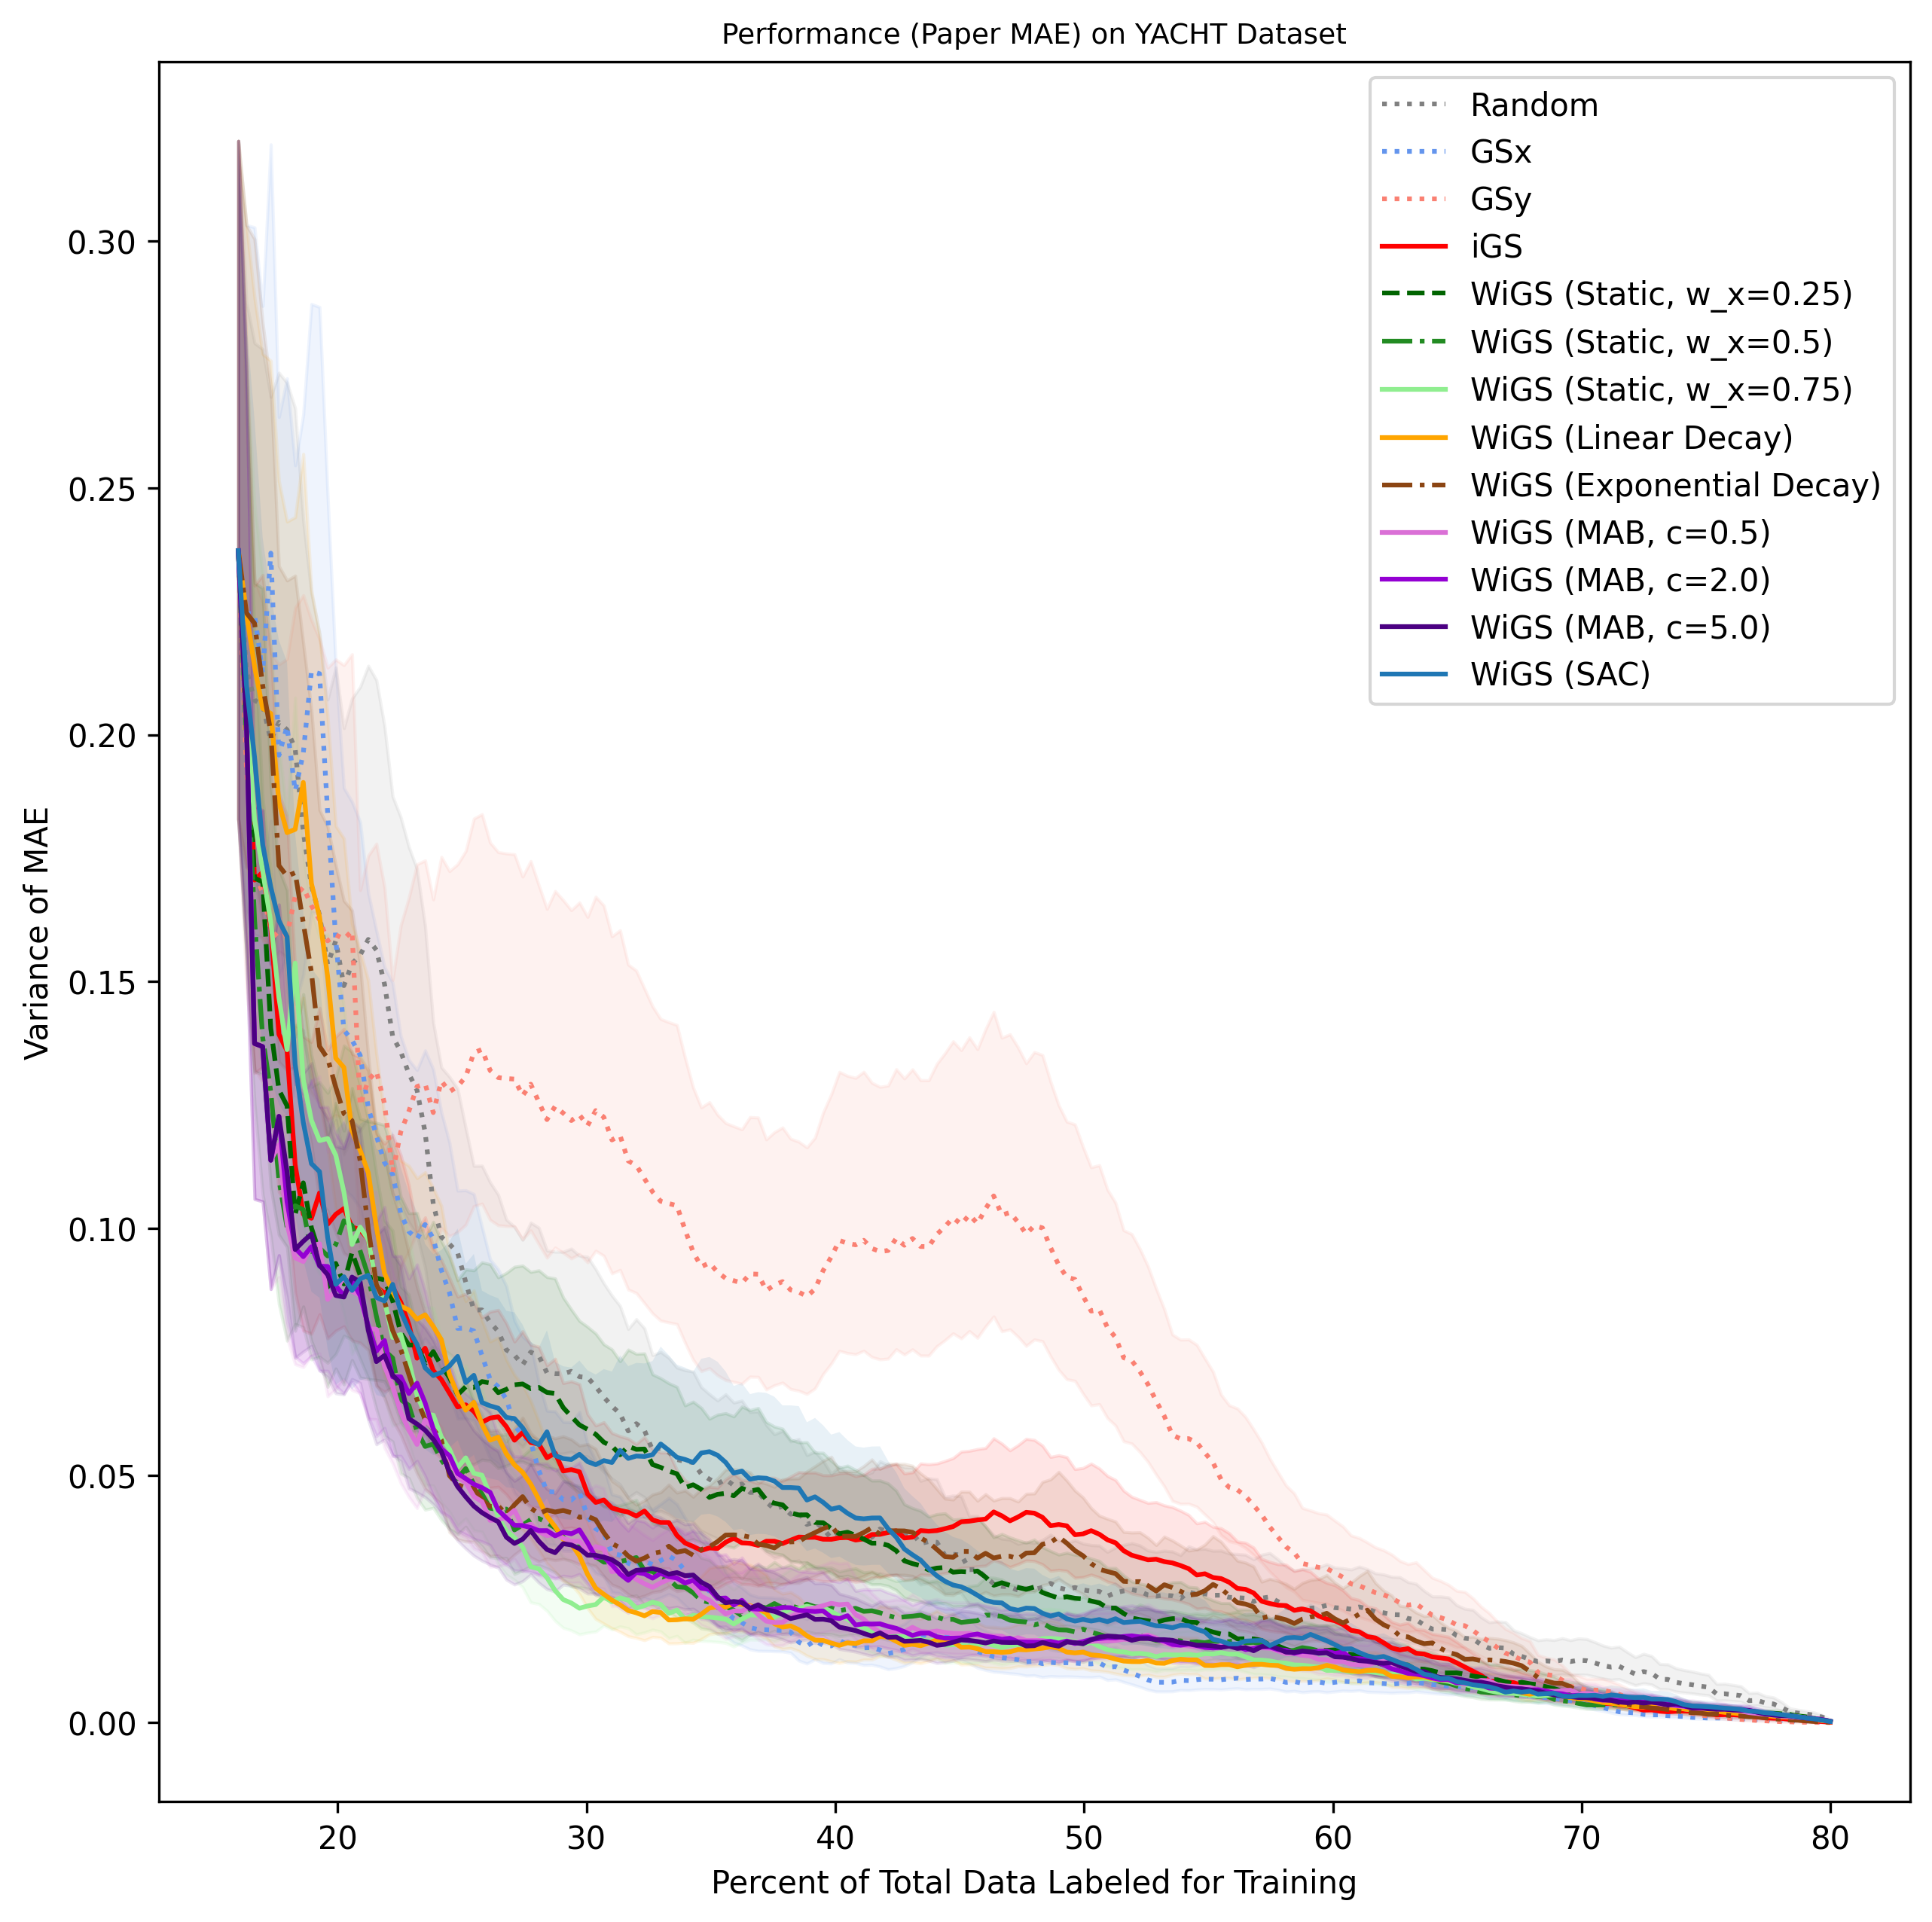 Performance (Paper MAE) on YACHT Dataset
Random
GSx
GSy
iGS
WiGS (Static, w_x=0.25)
WiGS (Static, w_x=0.5)
WiGS (Static, w_x=0.75)
WiGS (Linear Decay)
WiGS (Exponential Decay)
WiGS (MAB, c=0.5)
WiGS (MAB, c=2.0)
WiGS (MAB, c=5.0)
WiGS (SAC)
Variance of MAE
0.30
0.25
0.20
0.15
0.10
0.05
0.00
20 30 40 50 60 70 80
Percent of Total Data Labeled for Training